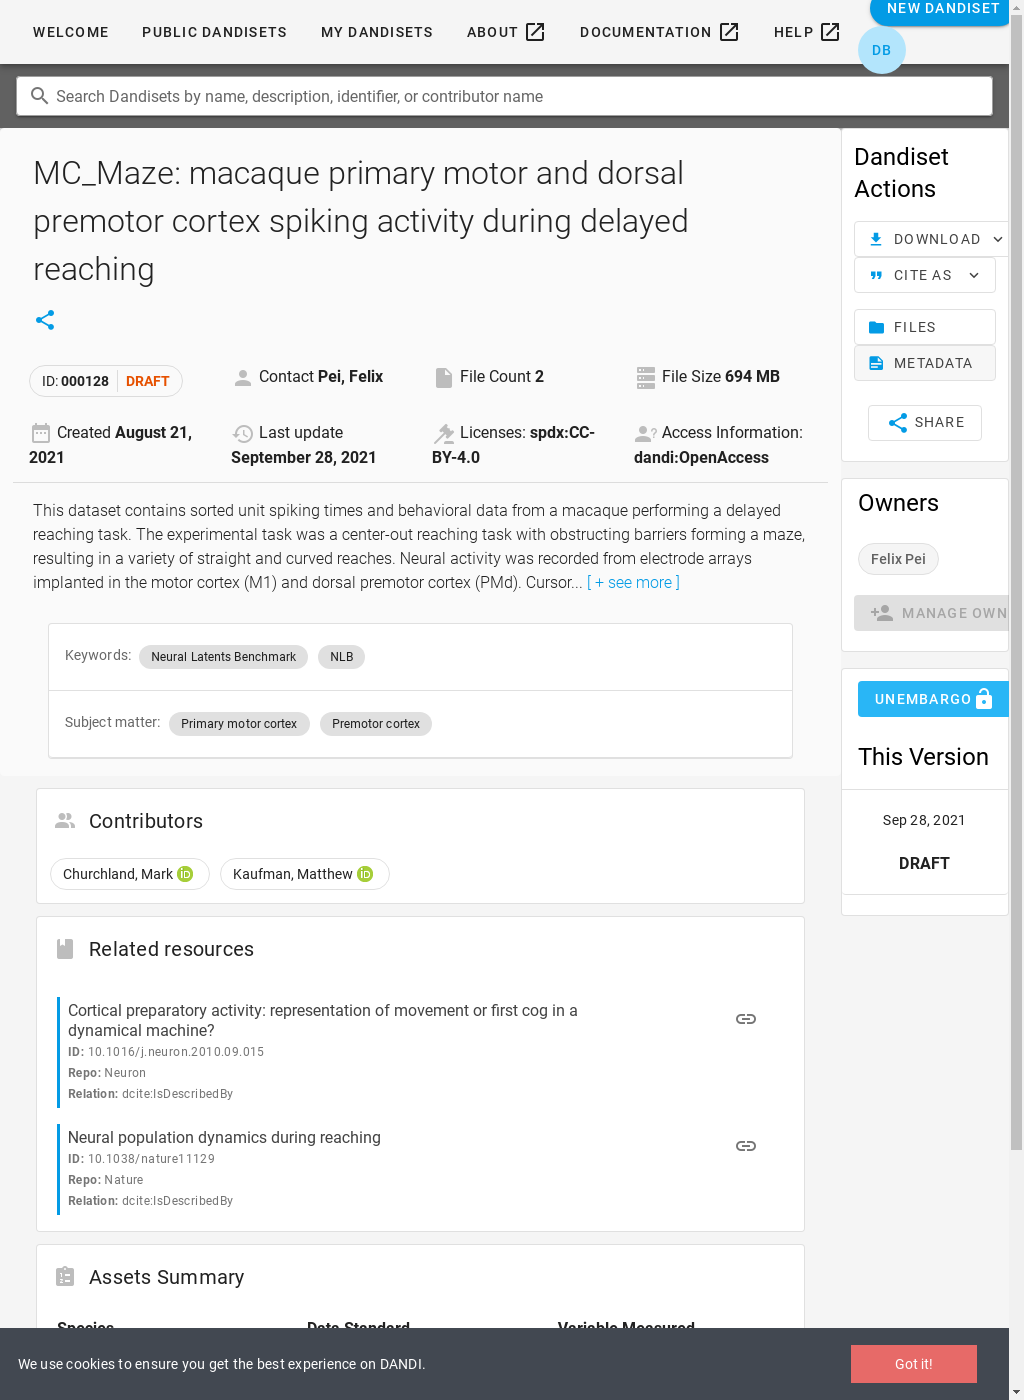 WELCOME PUBLIC DANDISETS MY DANDISETS ABOUT DOCUMENTATION HELP NEW DANDISET
DB
Search Dandisets by name, description, identifier, or contributor name
MC_Maze: macaque primary motor and dorsal
premotor cortex spiking activity during delayed
reaching
ID: 000128 DRAFT
Contact Pei, Felix
File Count 2
File Size 694 MB
Created August 21,
2021
Last update
September 28, 2021
Licenses: spdx:CC-
BY-4.0
Access Information:
dandi:OpenAccess
This dataset contains sorted unit spiking times and behavioral data from a macaque performing a delayed
reaching task. The experimental task was a center-out reaching task with obstructing barriers forming a maze,
resulting in a variety of straight and curved reaches. Neural activity was recorded from electrode arrays
implanted in the motor cortex (M1) and dorsal premotor cortex (PMd). Cursor... [ + see more ]
Keywords: Neural Latents Benchmark NLB
Subject matter: Primary motor cortex Premotor cortex
Contributors
Churchland, Mark iD Kaufman, Matthew iD
Related resources
Cortical preparatory activity: representation of movement or first cog in a
dynamical machine?
ID: 10.1016/j.neuron.2010.09.015
Repo: Neuron
Relation: dcite:IsDescribedBy
Neural population dynamics during reaching
ID: 10.1038/nature11129
Repo: Nature
Relation: dcite:IsDescribedBy
Assets Summary
Species Data Standard Variable Measured
Dandiset
Actions
DOWNLOAD
CITE AS
FILES
METADATA
SHARE
Owners
Felix Pei
MANAGE OWN
UNEMBARGO
This Version
Sep 28, 2021
DRAFT
We use cookies to ensure you get the best experience on DANDI.
Got it!